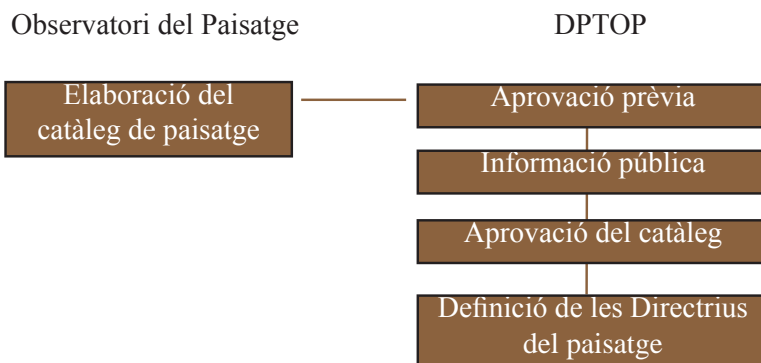 Observatori del Paisatge
DPTOP
Elaboració del
catàleg de paisatge
Aprovació prèvia
Informació pública
Aprovació del catàleg
Definició de les Directrius
del paisatge